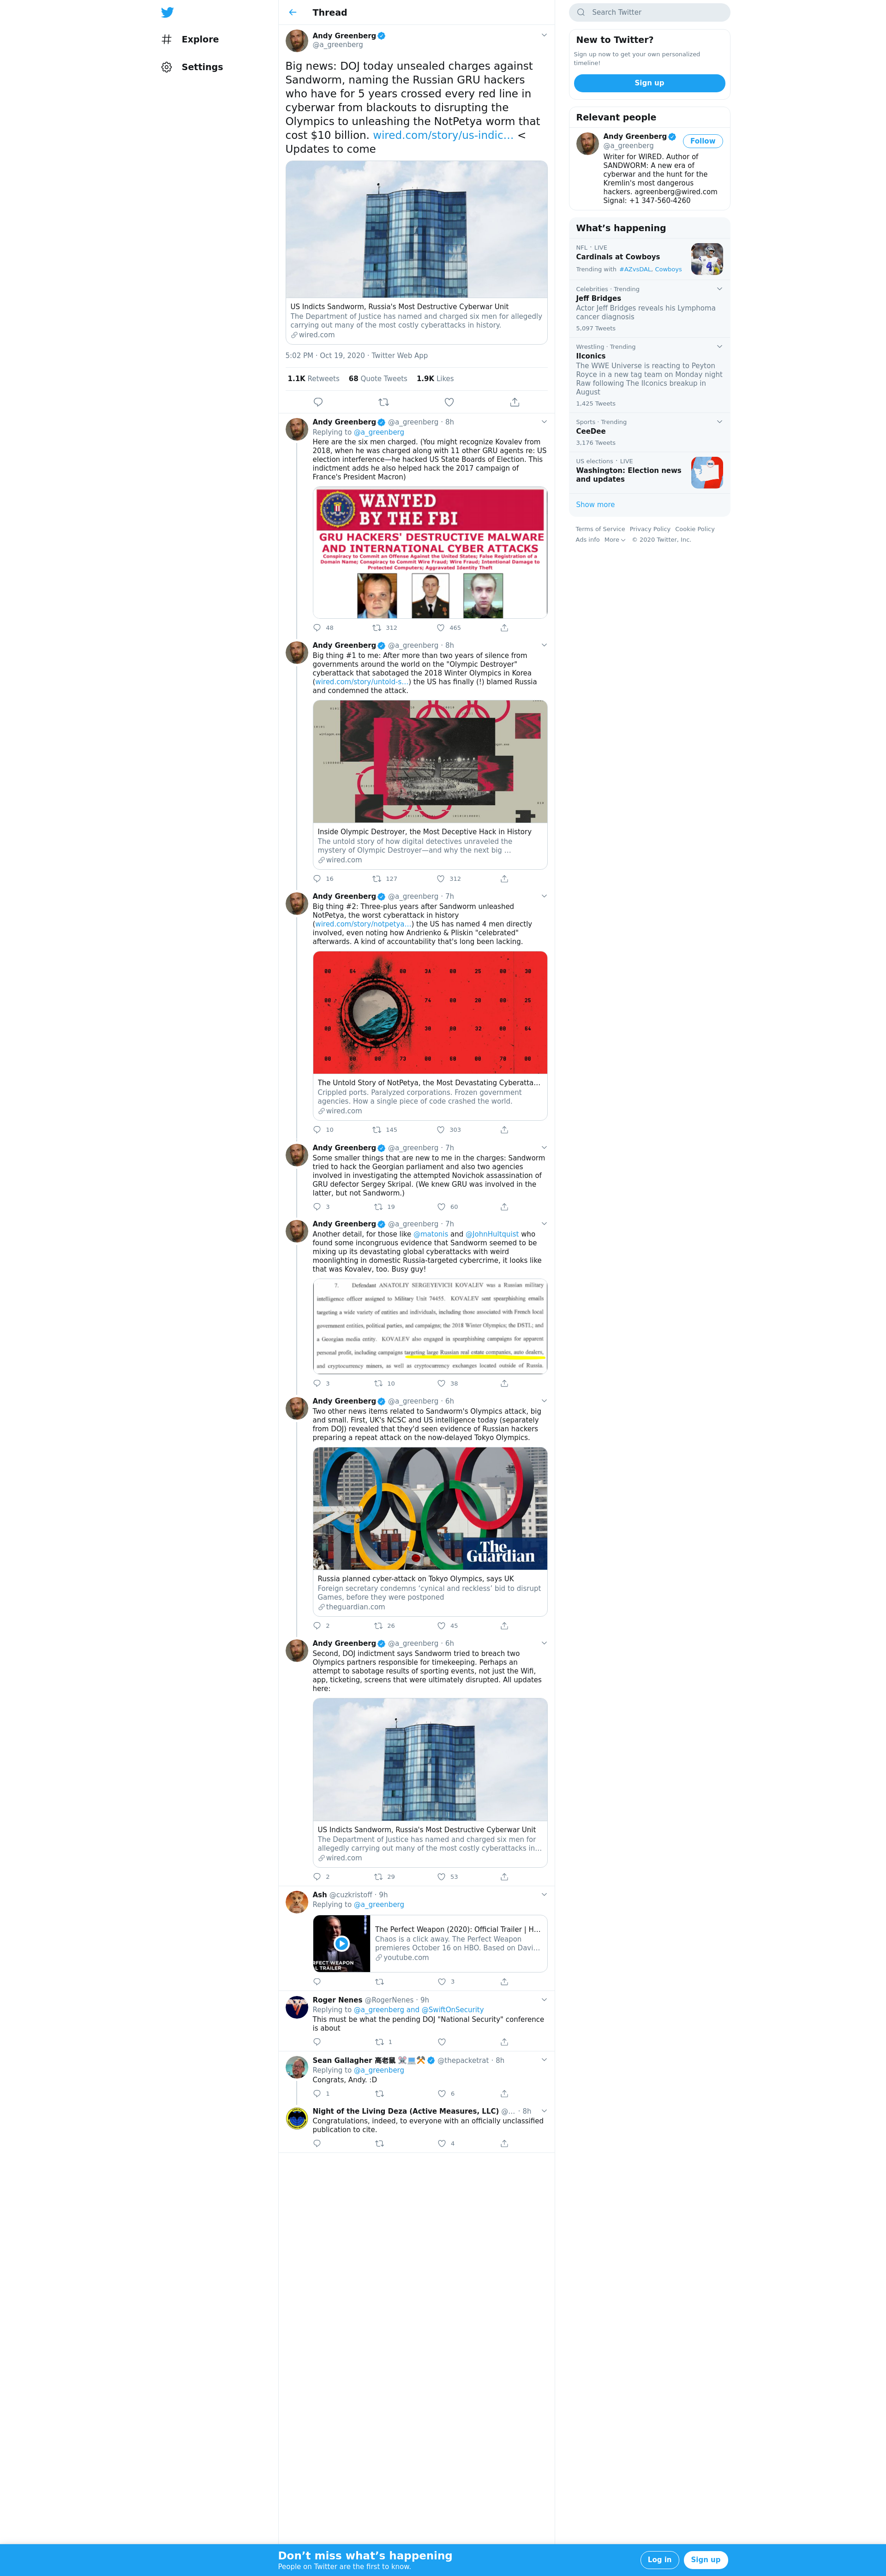 Explore
Settings
Thread
Andy Greenberg
@a_greenberg
Big news: DOJ today unsealed charges against
Sandworm, naming the Russian GRU hackers
who have for 5 years crossed every red line in
cyberwar from blackouts to disrupting the
Olympics to unleashing the NotPetya worm that
cost $10 billion. wired.com/story/us-indic… <
Updates to come
US Indicts Sandworm, Russia's Most Destructive Cyberwar Unit
The Department of Justice has named and charged six men for allegedly
carrying out many of the most costly cyberattacks in history.
wired.com
5:02 PM · Oct 19, 2020 · Twitter Web App
1.1K Retweets 68 Quote Tweets 1.9K Likes
Andy Greenberg @a_greenberg · 8h
Replying to @a_greenberg
Here are the six men charged. (You might recognize Kovalev from
2018, when he was charged along with 11 other GRU agents re: US
election interference—he hacked US State Boards of Election. This
indictment adds he also helped hack the 2017 campaign of
France's President Macron)
WANTED
BY THE FBI
GRU HACKERS' DESTRUCTIVE MALWARE
AND INTERNATIONAL CYBER ATTACKS
Conspiracy to Commit an Offense Against the United States; False Registration of a
Domain Name; Conspiracy to Commit Wire Fraud; Wire Fraud; Intentional Damage to
Protected Computers; Aggravated Identity Theft
48 312 465
Andy Greenberg @a_greenberg · 8h
Big thing #1 to me: After more than two years of silence from
governments around the world on the "Olympic Destroyer"
cyberattack that sabotaged the 2018 Winter Olympics in Korea
(wired.com/story/untold-s…) the US has finally (!) blamed Russia
and condemned the attack.
Inside Olympic Destroyer, the Most Deceptive Hack in History
The untold story of how digital detectives unraveled the
mystery of Olympic Destroyer—and why the next big …
wired.com
16 127 312
Andy Greenberg @a_greenberg · 7h
Big thing #2: Three-plus years after Sandworm unleashed
NotPetya, the worst cyberattack in history
(wired.com/story/notpetya…) the US has named 4 men directly
involved, even noting how Andrienko & Pliskin "celebrated"
afterwards. A kind of accountability that's long been lacking.
The Untold Story of NotPetya, the Most Devastating Cyberatta…
Crippled ports. Paralyzed corporations. Frozen government
agencies. How a single piece of code crashed the world.
wired.com
10 145 303
Andy Greenberg @a_greenberg · 7h
Some smaller things that are new to me in the charges: Sandworm
tried to hack the Georgian parliament and also two agencies
involved in investigating the attempted Novichok assassination of
GRU defector Sergey Skripal. (We knew GRU was involved in the
latter, but not Sandworm.)
3 19 60
Andy Greenberg @a_greenberg · 7h
Another detail, for those like @matonis and @JohnHultquist who
found some incongruous evidence that Sandworm seemed to be
mixing up its devastating global cyberattacks with weird
moonlighting in domestic Russia-targeted cybercrime, it looks like
that was Kovalev, too. Busy guy!
7. Defendant ANATOLIY SERGEYEVICH KOVALEV was a Russian military
intelligence officer assigned to Military Unit 74455. KOVALEV sent spearphishing emails
targeting a wide variety of entities and individuals, including those associated with French local
government entities, political parties, and campaigns; the 2018 Winter Olympics; the DSTL; and
a Georgian media entity. KOVALEV also engaged in spearphishing campaigns for apparent
personal profit, including campaigns targeting large Russian real estate companies, auto dealers,
and cryptocurrency miners, as well as cryptocurrency exchanges located outside of Russia.
3 10 38
Andy Greenberg @a_greenberg · 6h
Two other news items related to Sandworm's Olympics attack, big
and small. First, UK's NCSC and US intelligence today (separately
from DOJ) revealed that they'd seen evidence of Russian hackers
preparing a repeat attack on the now-delayed Tokyo Olympics.
The
Guardian
Russia planned cyber-attack on Tokyo Olympics, says UK
Foreign secretary condemns 'cynical and reckless' bid to disrupt
Games, before they were postponed
theguardian.com
2 26 45
Andy Greenberg @a_greenberg · 6h
Second, DOJ indictment says Sandworm tried to breach two
Olympics partners responsible for timekeeping. Perhaps an
attempt to sabotage results of sporting events, not just the Wifi,
app, ticketing, screens that were ultimately disrupted. All updates
here:
US Indicts Sandworm, Russia's Most Destructive Cyberwar Unit
The Department of Justice has named and charged six men for
allegedly carrying out many of the most costly cyberattacks in…
wired.com
2 29 53
Ash @cuzkristoff · 9h
Replying to @a_greenberg
RFECT WEAPON
L TRAILER
The Perfect Weapon (2020): Official Trailer | H…
Chaos is a click away. The Perfect Weapon
premieres October 16 on HBO. Based on Davi…
youtube.com
3
Roger Nenes @RogerNenes · 9h
Replying to @a_greenberg and @SwiftOnSecurity
This must be what the pending DOJ "National Security" conference
is about
1
Sean Gallagher 高老鼠 🐭💻⚒️ @thepacketrat · 8h
Replying to @a_greenberg
Congrats, Andy. :D
1 6
Night of the Living Deza (Active Measures, LLC) @… · 8h
Congratulations, indeed, to everyone with an officially unclassified
publication to cite.
4
Search Twitter
New to Twitter?
Sign up now to get your own personalized
timeline!
Sign up
Relevant people
Andy Greenberg
@a_greenberg
Follow
Writer for WIRED. Author of
SANDWORM: A new era of
cyberwar and the hunt for the
Kremlin's most dangerous
hackers. agreenberg@wired.com
Signal: +1 347-560-4260
What's happening
NFL · LIVE
Cardinals at Cowboys
Trending with #AZvsDAL, Cowboys
Celebrities · Trending
Jeff Bridges
Actor Jeff Bridges reveals his Lymphoma
cancer diagnosis
5,097 Tweets
Wrestling · Trending
IIconics
The WWE Universe is reacting to Peyton
Royce in a new tag team on Monday night
Raw following The IIconics breakup in
August
1,425 Tweets
Sports · Trending
CeeDee
3,176 Tweets
US elections · LIVE
Washington: Election news
and updates
Show more
Terms of Service Privacy Policy Cookie Policy
Ads info More © 2020 Twitter, Inc.
Don't miss what's happening
People on Twitter are the first to know.
Log in
Sign up